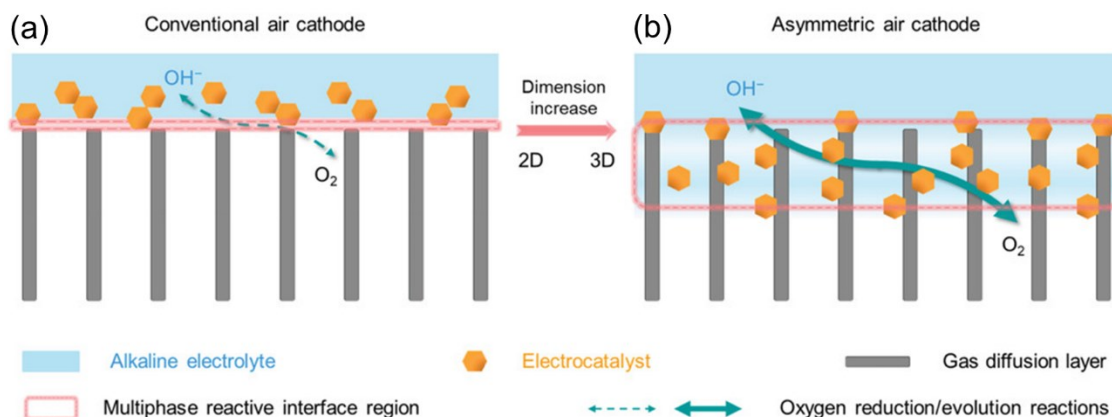 (a)
Conventional air cathode
OH⁻
O₂
Dimension
increase
2D 3D
(b)
Asymmetric air cathode
OH⁻
O₂
Alkaline electrolyte
Electrocatalyst
Gas diffusion layer
Multiphase reactive interface region
Oxygen reduction/evolution reactions